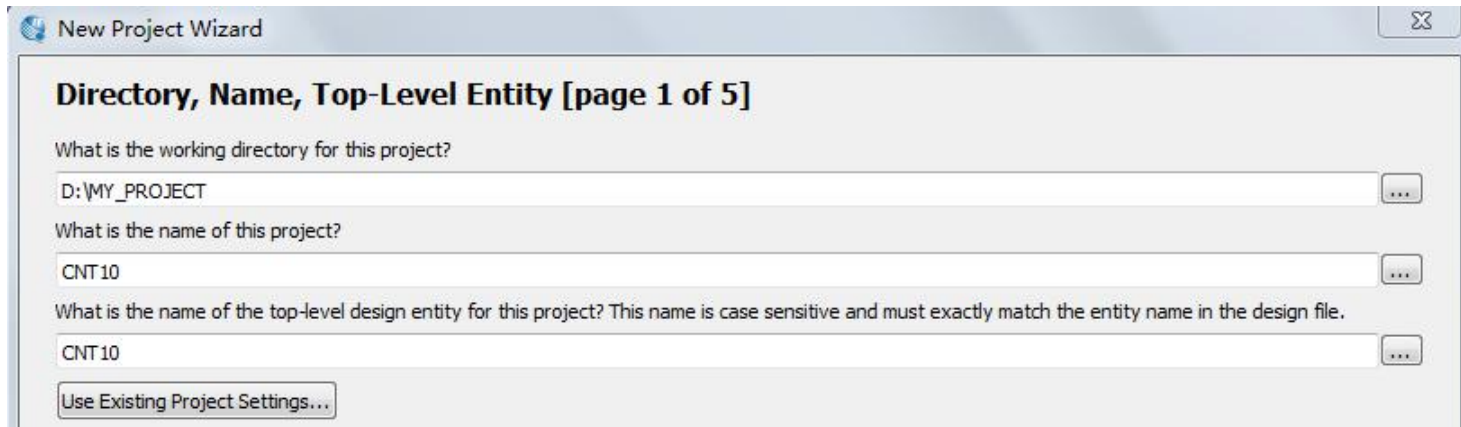 New Project Wizard
Directory, Name, Top-Level Entity [page 1 of 5]
What is the working directory for this project?
D:\MY_PROJECT
...
What is the name of this project?
CNT10
...
What is the name of the top-level design entity for this project? This name is case sensitive and must exactly match the entity name in the design file.
CNT10
...
Use Existing Project Settings...